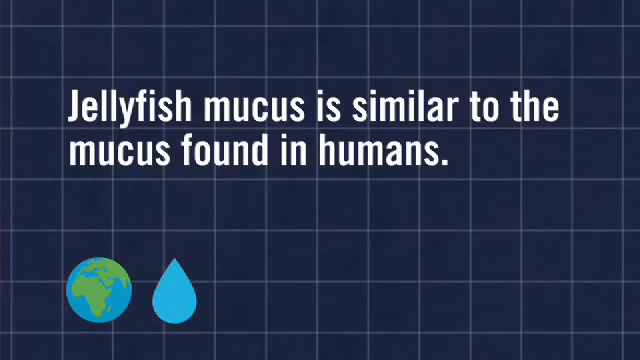 Jellyfish mucus is similar to the
mucus found in humans.